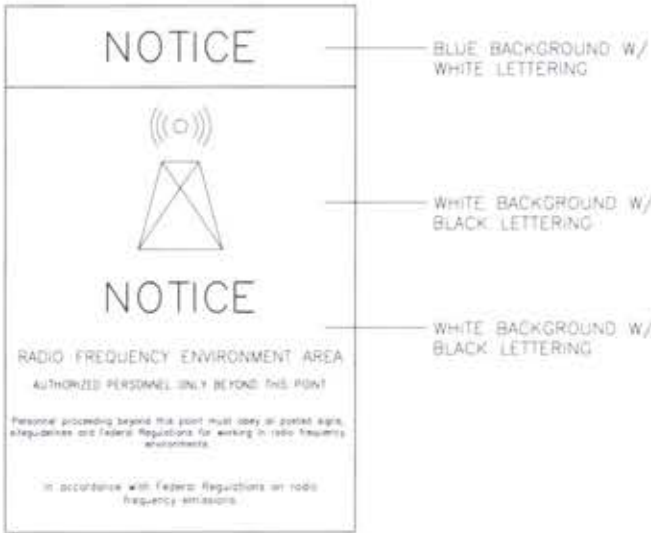 NOTICE
BLUE BACKGROUND W/
WHITE LETTERING
WHITE BACKGROUND W/
BLACK LETTERING
NOTICE
WHITE BACKGROUND W/
BLACK LETTERING
RADIO FREQUENCY ENVIRONMENT AREA
AUTHORIZED PERSONNEL ONLY BEYOND THIS POINT
Personnel proceeding beyond this point must obey all posted signs,
siteguidelines and Federal Regulations for working in radio frequency
environments.
In accordance with Federal Regulations on radio
frequency emissions.